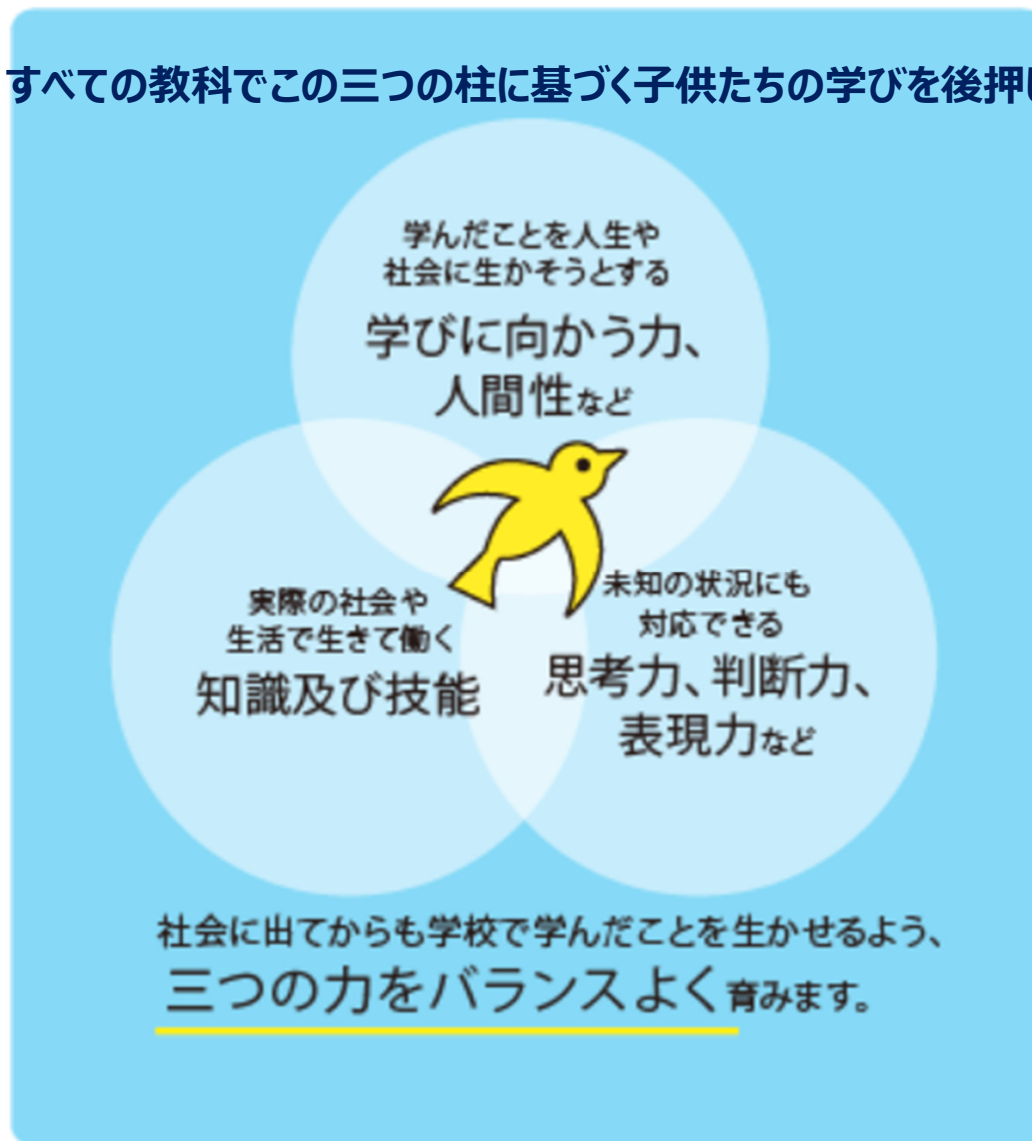 すべての教科でこの三つの柱に基づく子供たちの学びを後押し
学んだことを人生や
社会に生かそうとする
学びに向かう力、
人間性など
実際の社会や
生活で生きて働く
知識及び技能
未知の状況にも
対応できる
思考力、判断力、
表現力など
社会に出てからも学校で学んだことを生かせるよう、
三つの力をバランスよく育みます。